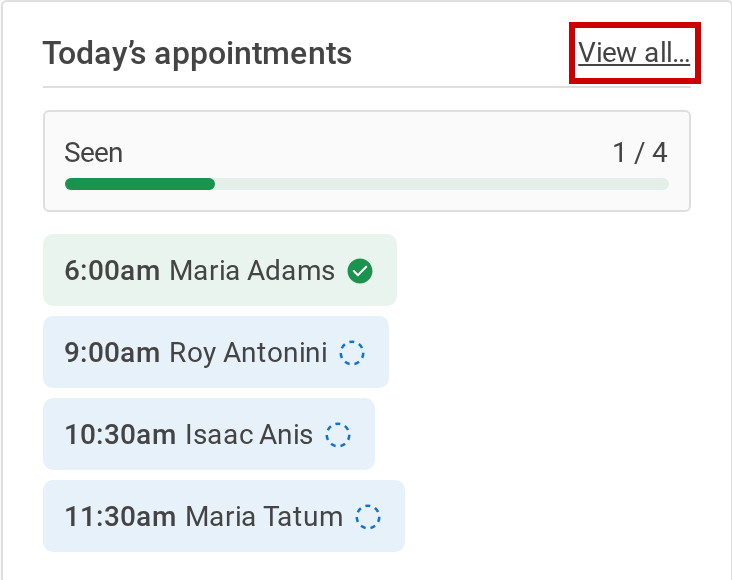 Today’s appointments View all...
Seen 1 / 4
6:00am Maria Adams
9:00am Roy Antonini
10:30am Isaac Anis
11:30am Maria Tatum